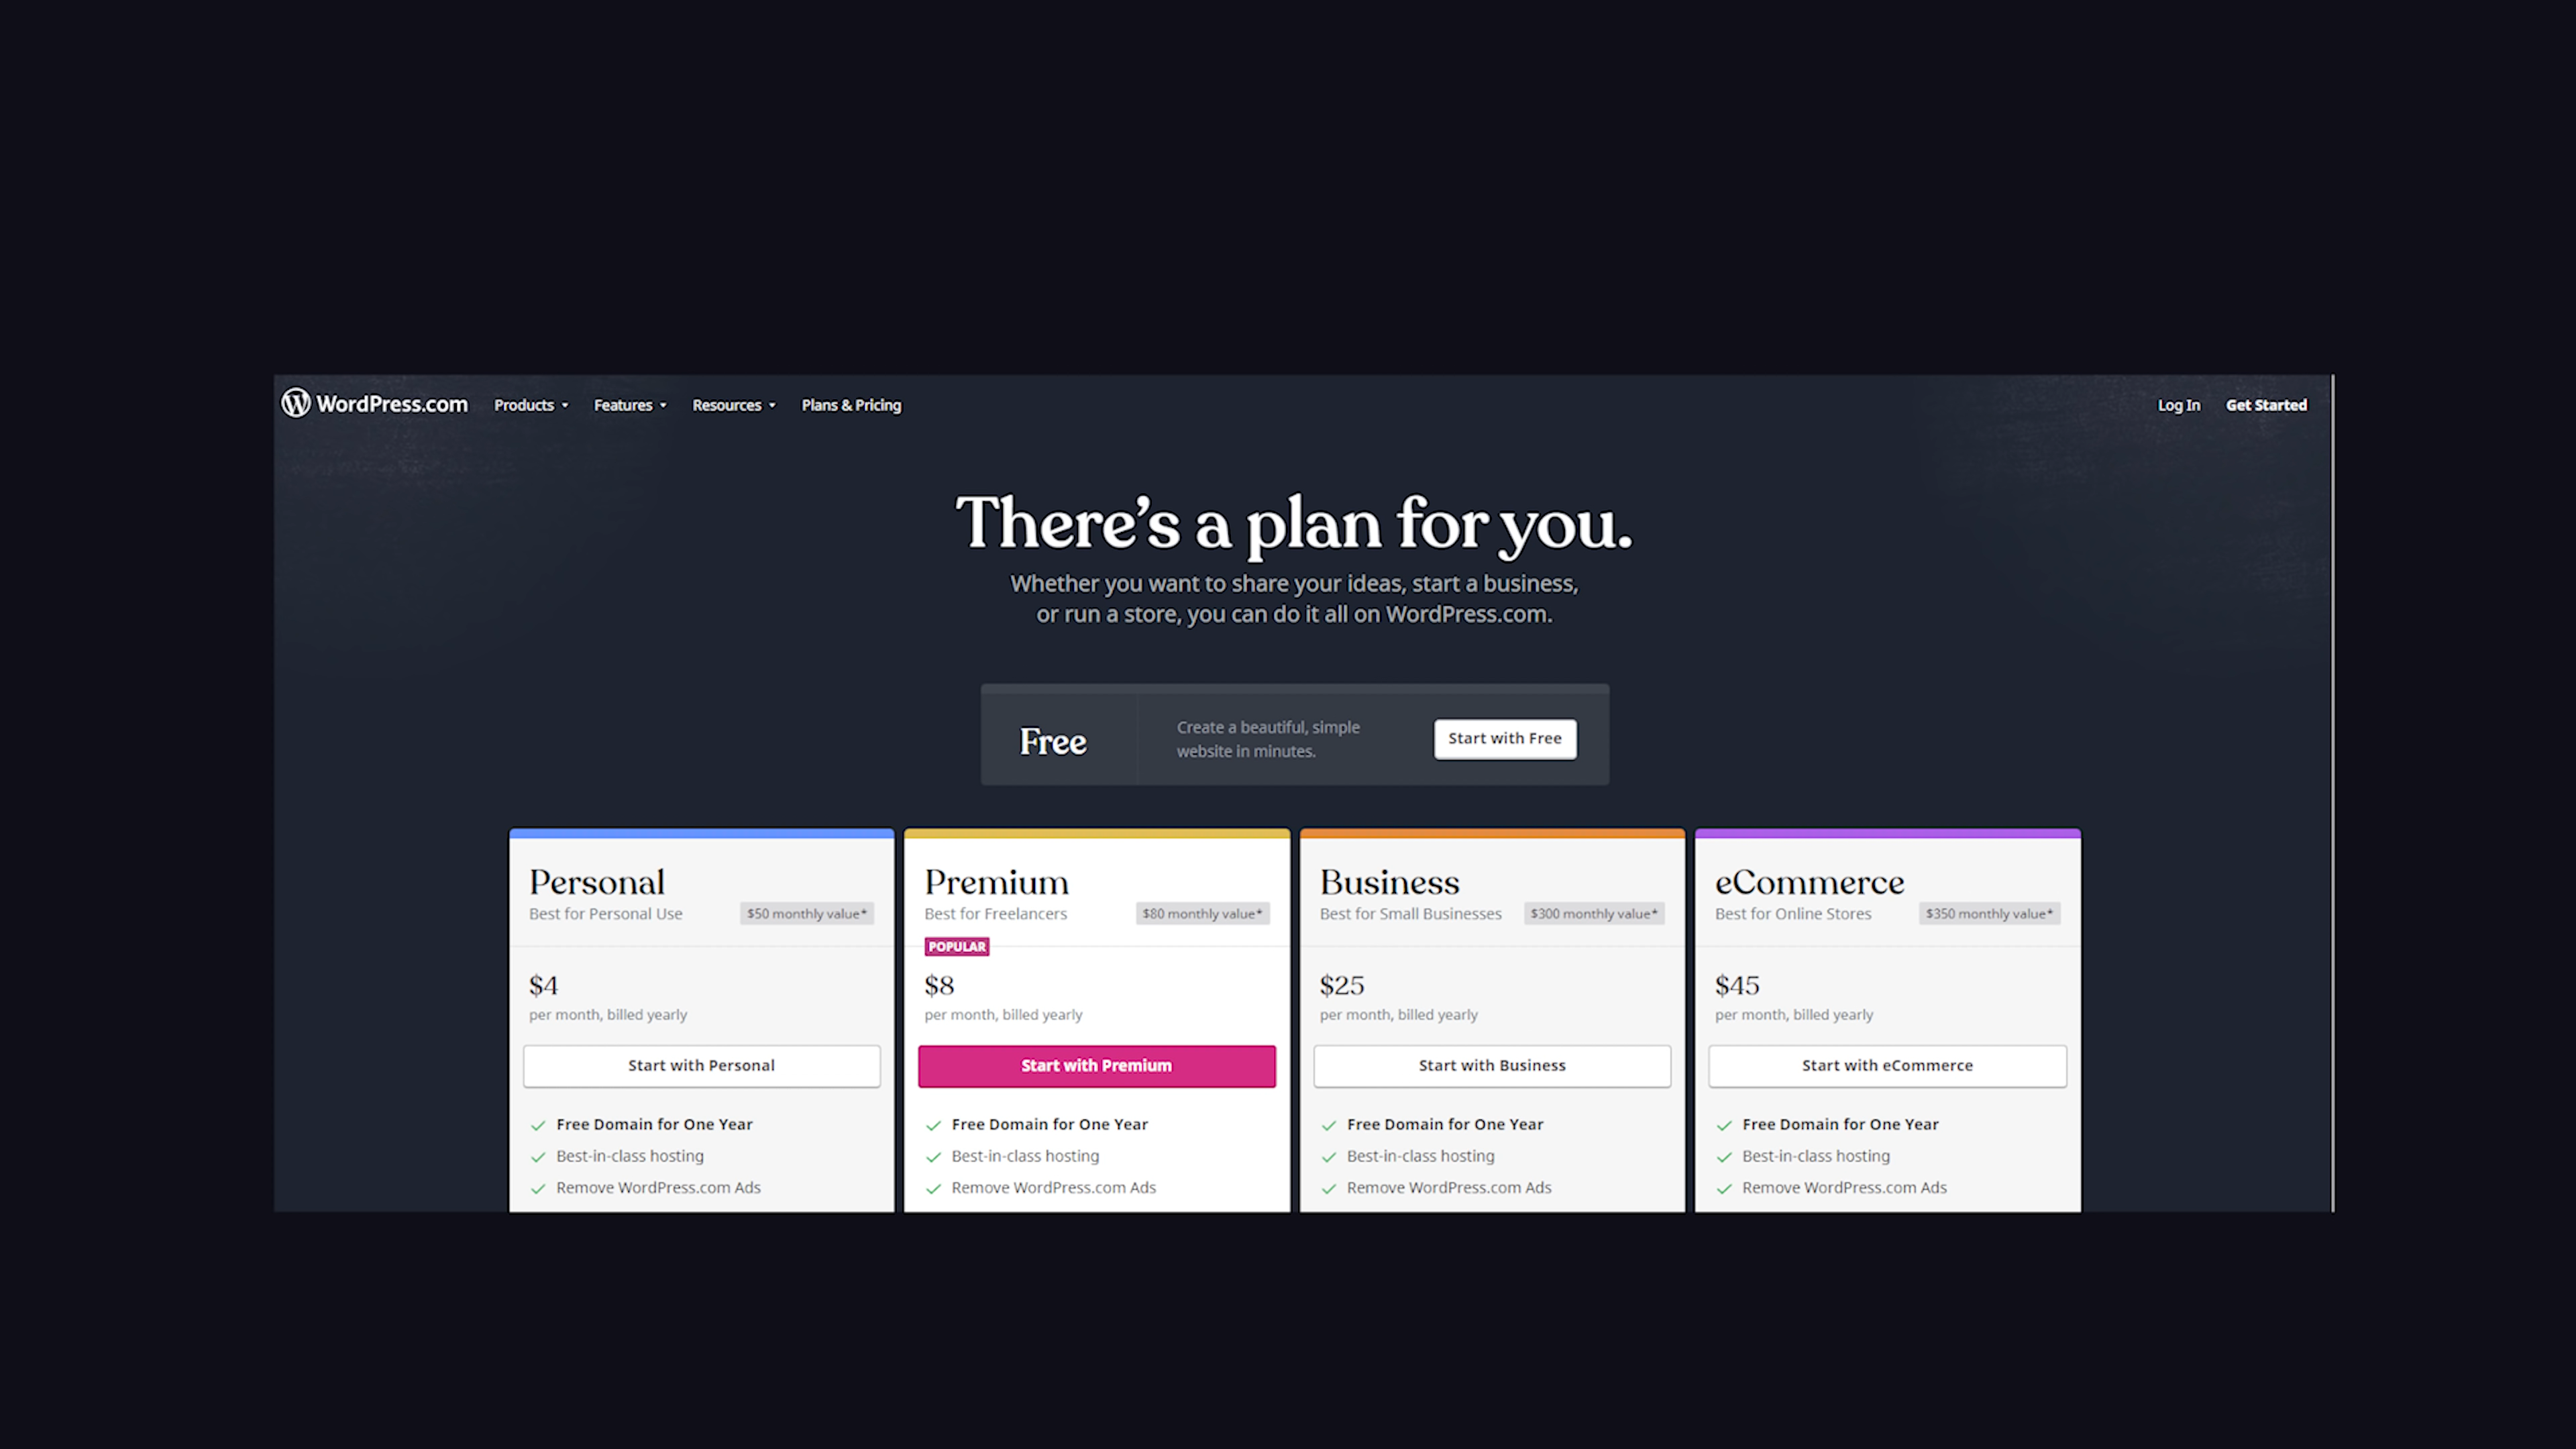 WordPress.com Products Features Resources Plans & Pricing Log In Get Started
There's a plan for you.
Whether you want to share your ideas, start a business,
or run a store, you can do it all on WordPress.com.
Free
Create a beautiful, simple
website in minutes.
Start with Free
Personal
Best for Personal Use
$50 monthly value*
$4
per month, billed yearly
Start with Personal
Free Domain for One Year
Best-in-class hosting
Remove WordPress.com Ads
Premium
Best for Freelancers
$80 monthly value*
POPULAR
$8
per month, billed yearly
Start with Premium
Free Domain for One Year
Best-in-class hosting
Remove WordPress.com Ads
Business
Best for Small Businesses
$300 monthly value*
$25
per month, billed yearly
Start with Business
Free Domain for One Year
Best-in-class hosting
Remove WordPress.com Ads
eCommerce
Best for Online Stores
$350 monthly value*
$45
per month, billed yearly
Start with eCommerce
Free Domain for One Year
Best-in-class hosting
Remove WordPress.com Ads